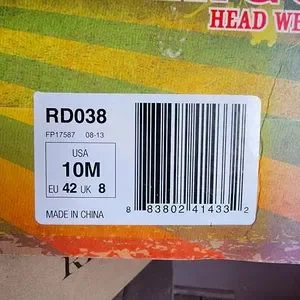 HEAD WE
RD038
FP17587 08-13
USA
10M
EU 42 UK 8
MADE IN CHINA
8 83802 41433 2